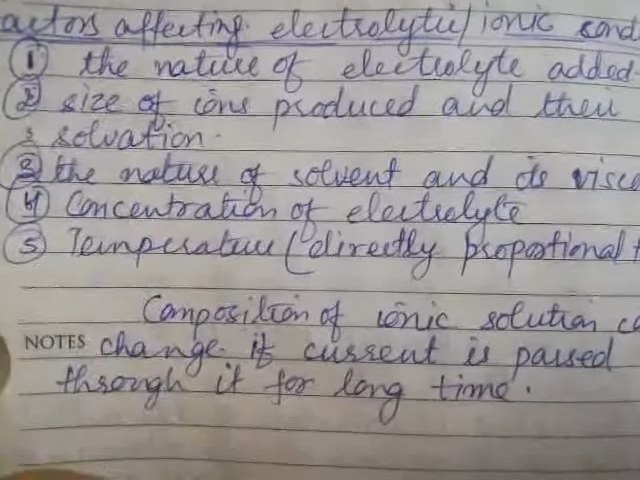 actors affecting electrolytic/ionic cond
① the nature of electrolyte added
② size of ions produced and their
& solvation.
③ the nature of solvent and its visco
④ Concentration of electrolyte
⑤ Temperature (directly proportional t
Composition of ionic solution ca
NOTES change if current is passed
through it for long time.